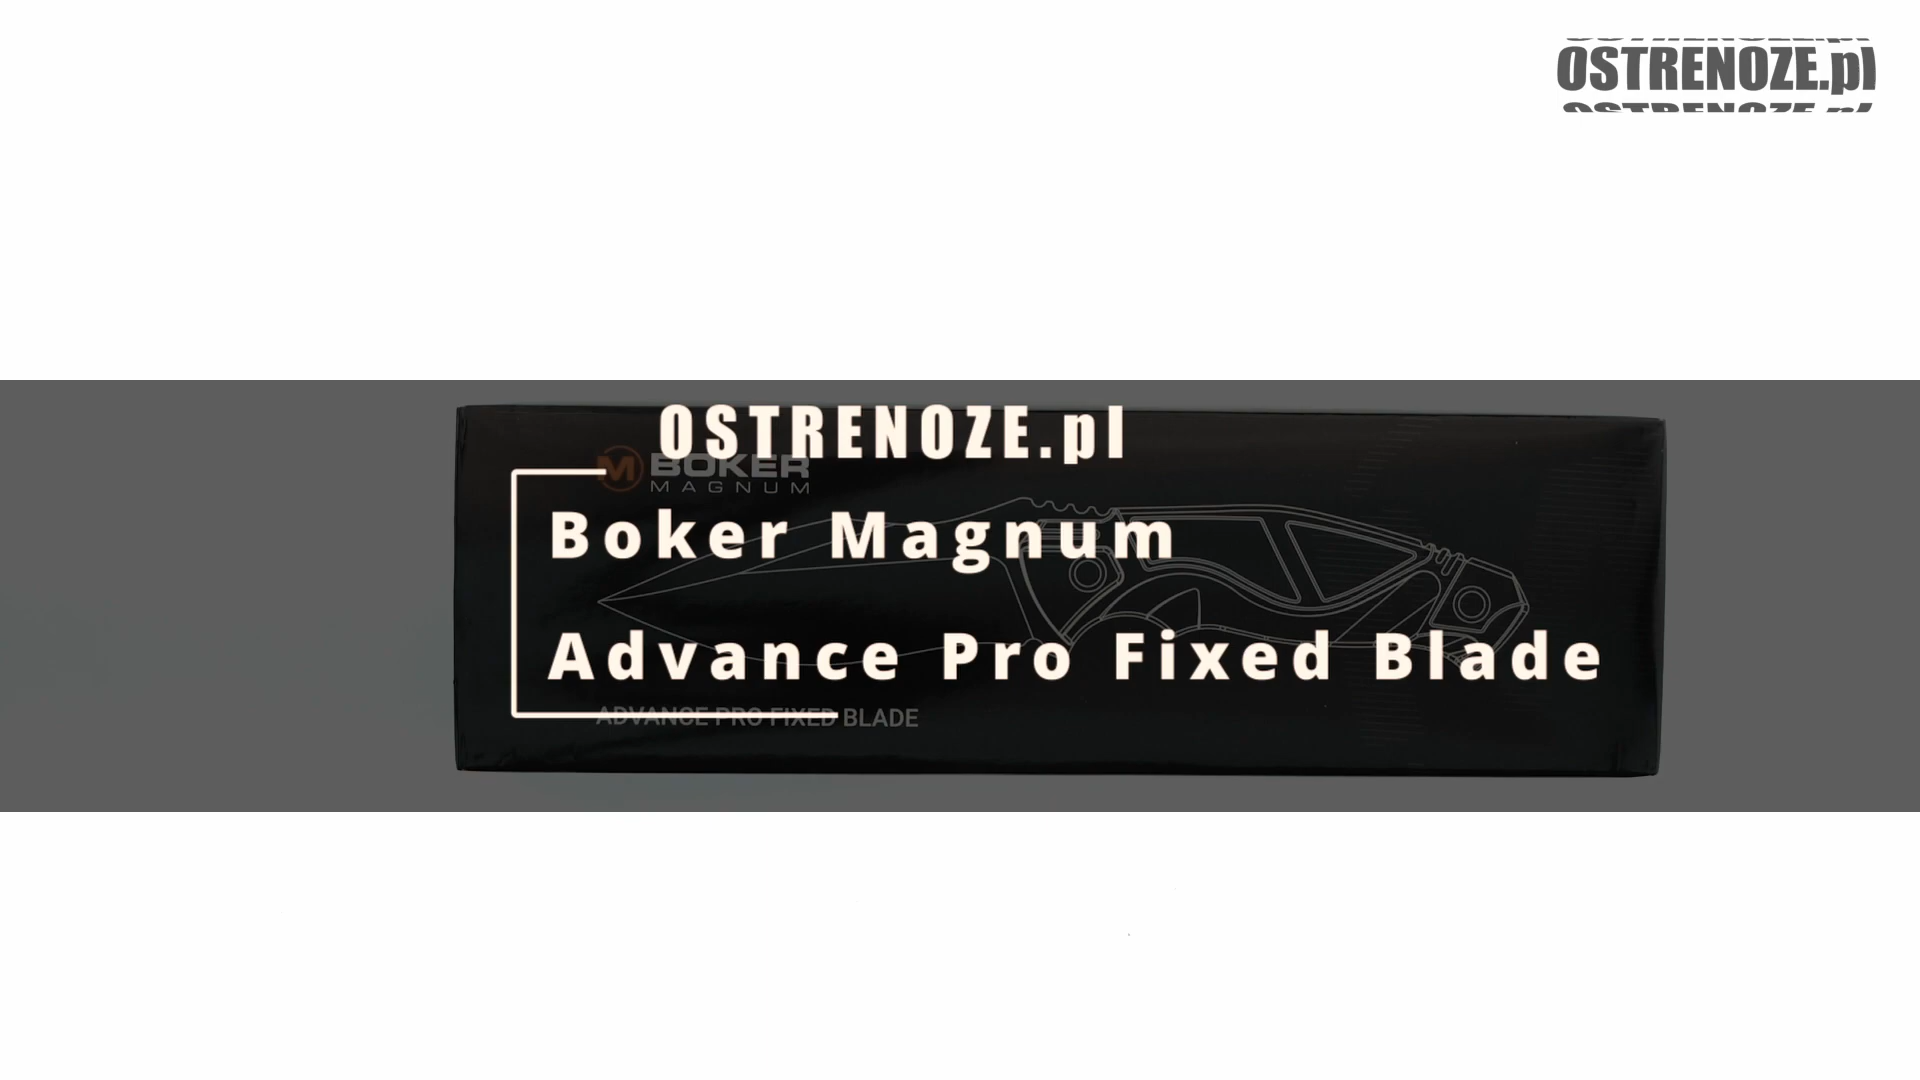 OSTRENOZE.pl
OSTRENOZE.pl
BOKER
MAGNUM
Boker Magnum
Advance Pro Fixed Blade
ADVANCE PRO FIXED BLADE